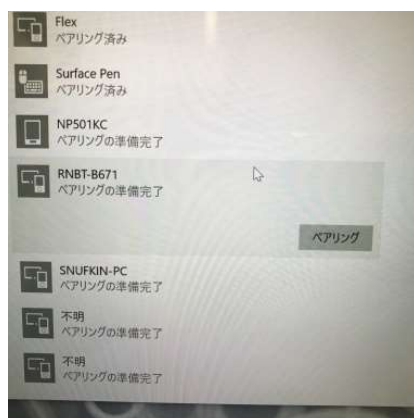 Flex
ペアリング済み
Surface Pen
ペアリング済み
NP501KC
ペアリングの準備完了
RNBT-B671
ペアリングの準備完了
ペアリング
SNUFKIN-PC
ペアリングの準備完了
不明
ペアリングの準備完了
不明
ペアリングの準備完了